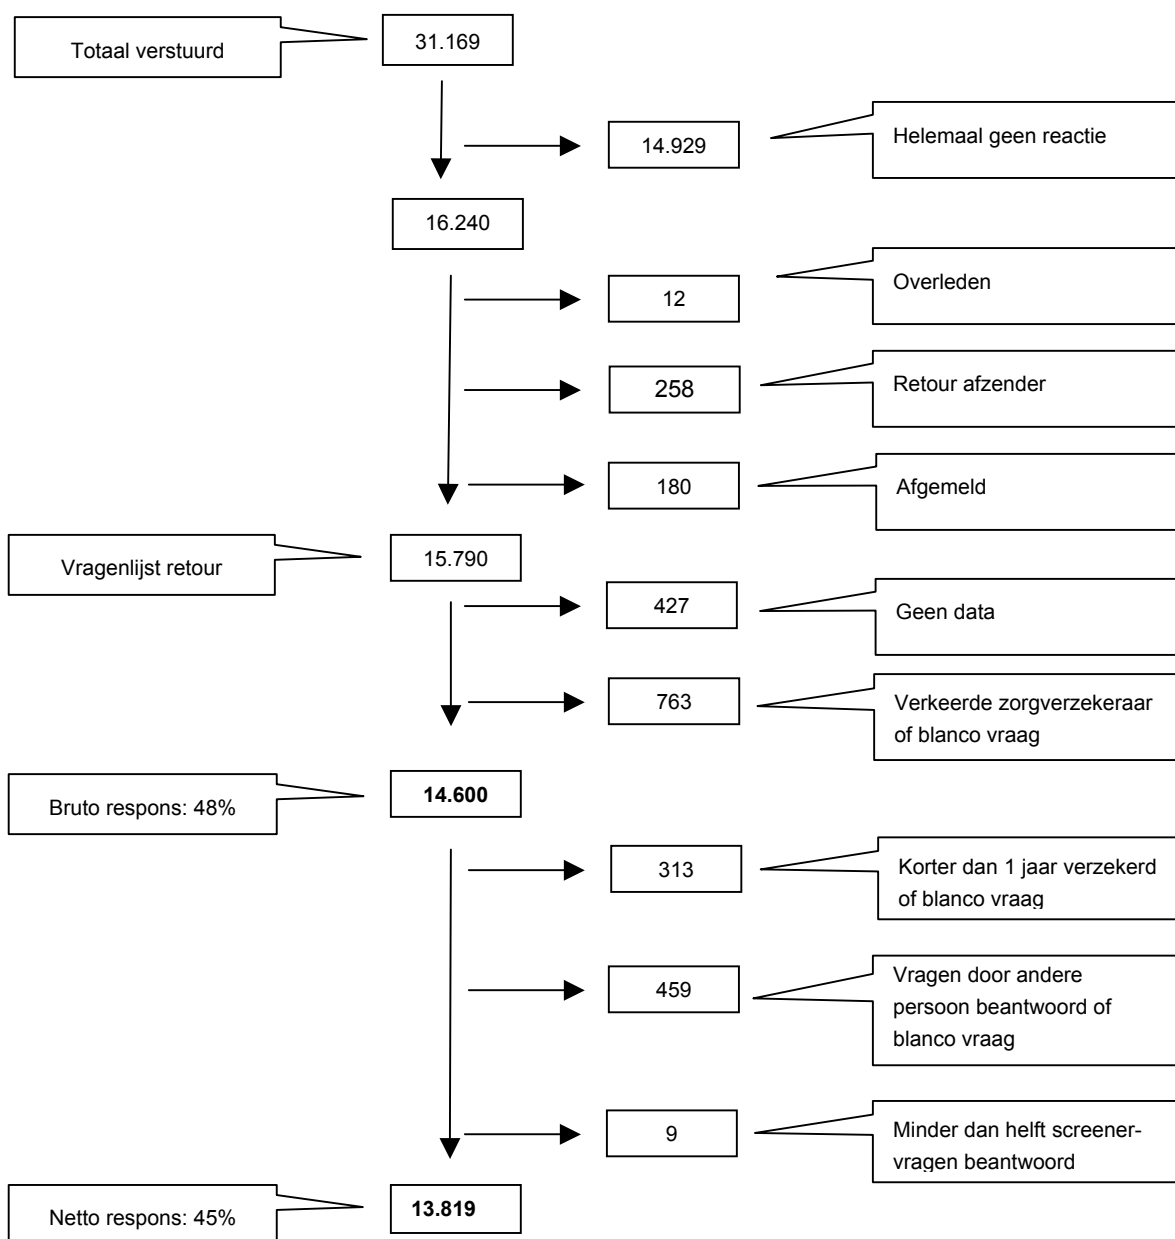 Totaal verstuurd
31.169
14.929
Helemaal geen reactie
16.240
12
Overleden
258
Retour afzender
180
Afgemeld
Vragenlijst retour
15.790
427
Geen data
763
Verkeerde zorgverzekeraar
of blanco vraag
Bruto respons: 48%
14.600
313
Korter dan 1 jaar verzekerd
of blanco vraag
459
Vragen door andere
persoon beantwoord of
blanco vraag
9
Minder dan helft screener-
vragen beantwoord
Netto respons: 45%
13.819